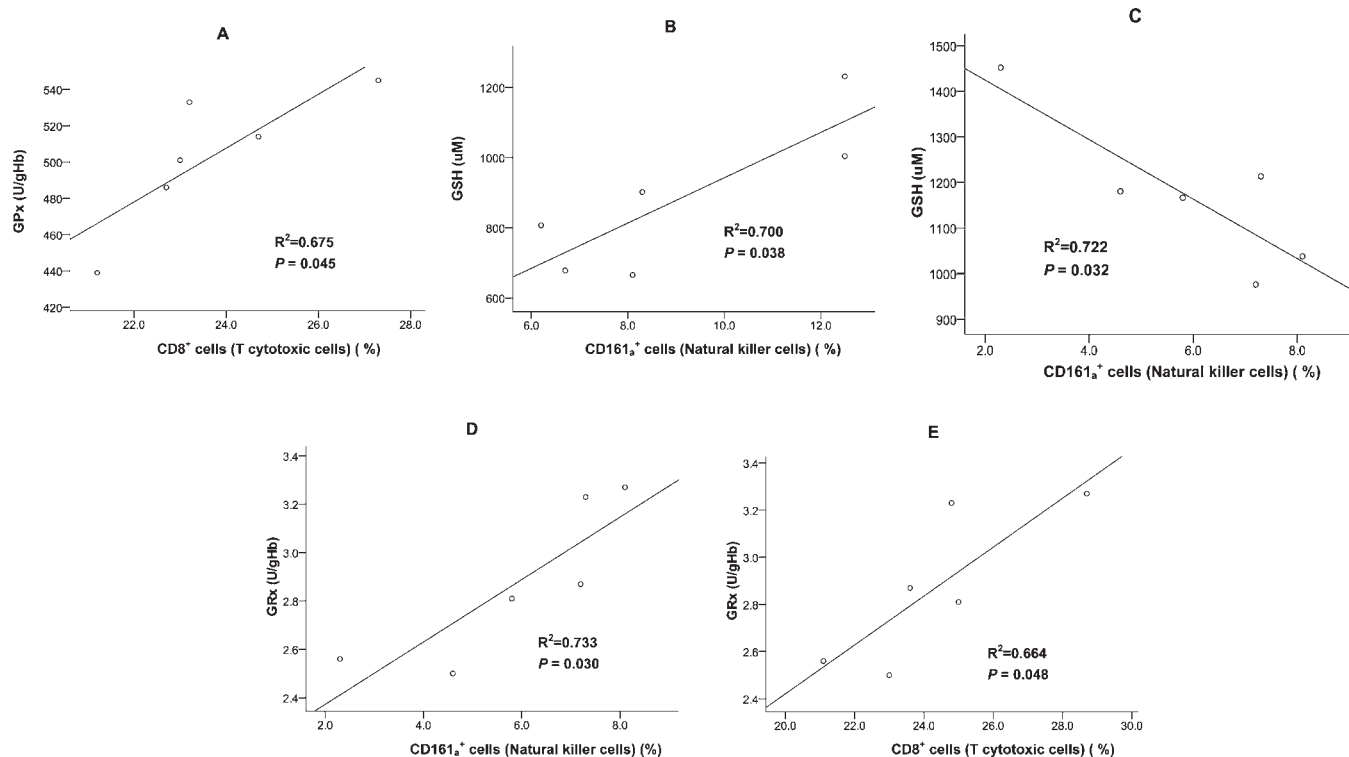 A
GPx (U/gHb)
540
520
500
480
460
440
420
R²=0.675
P = 0.045
22.0 24.0 26.0 28.0
CD8⁺ cells (T cytotoxic cells) ( %)
B
GSH (uM)
1200
1000
800
600
R²=0.700
P = 0.038
6.0 8.0 10.0 12.0
CD161ₐ⁺ cells (Natural killer cells) ( %)
C
GSH (uM)
1500
1400
1300
1200
1100
1000
900
R²=0.722
P = 0.032
2.0 4.0 6.0 8.0
CD161ₐ⁺ cells (Natural killer cells) ( %)
D
GRx (U/gHb)
3.4
3.2
3.0
2.8
2.6
2.4
R²=0.733
P = 0.030
2.0 4.0 6.0 8.0
CD161ₐ⁺ cells (Natural killer cells) (%)
E
GRx (U/gHb)
3.4
3.2
3.0
2.8
2.6
2.4
R²=0.664
P = 0.048
20.0 22.0 24.0 26.0 28.0 30.0
CD8⁺ cells (T cytotoxic cells) ( %)